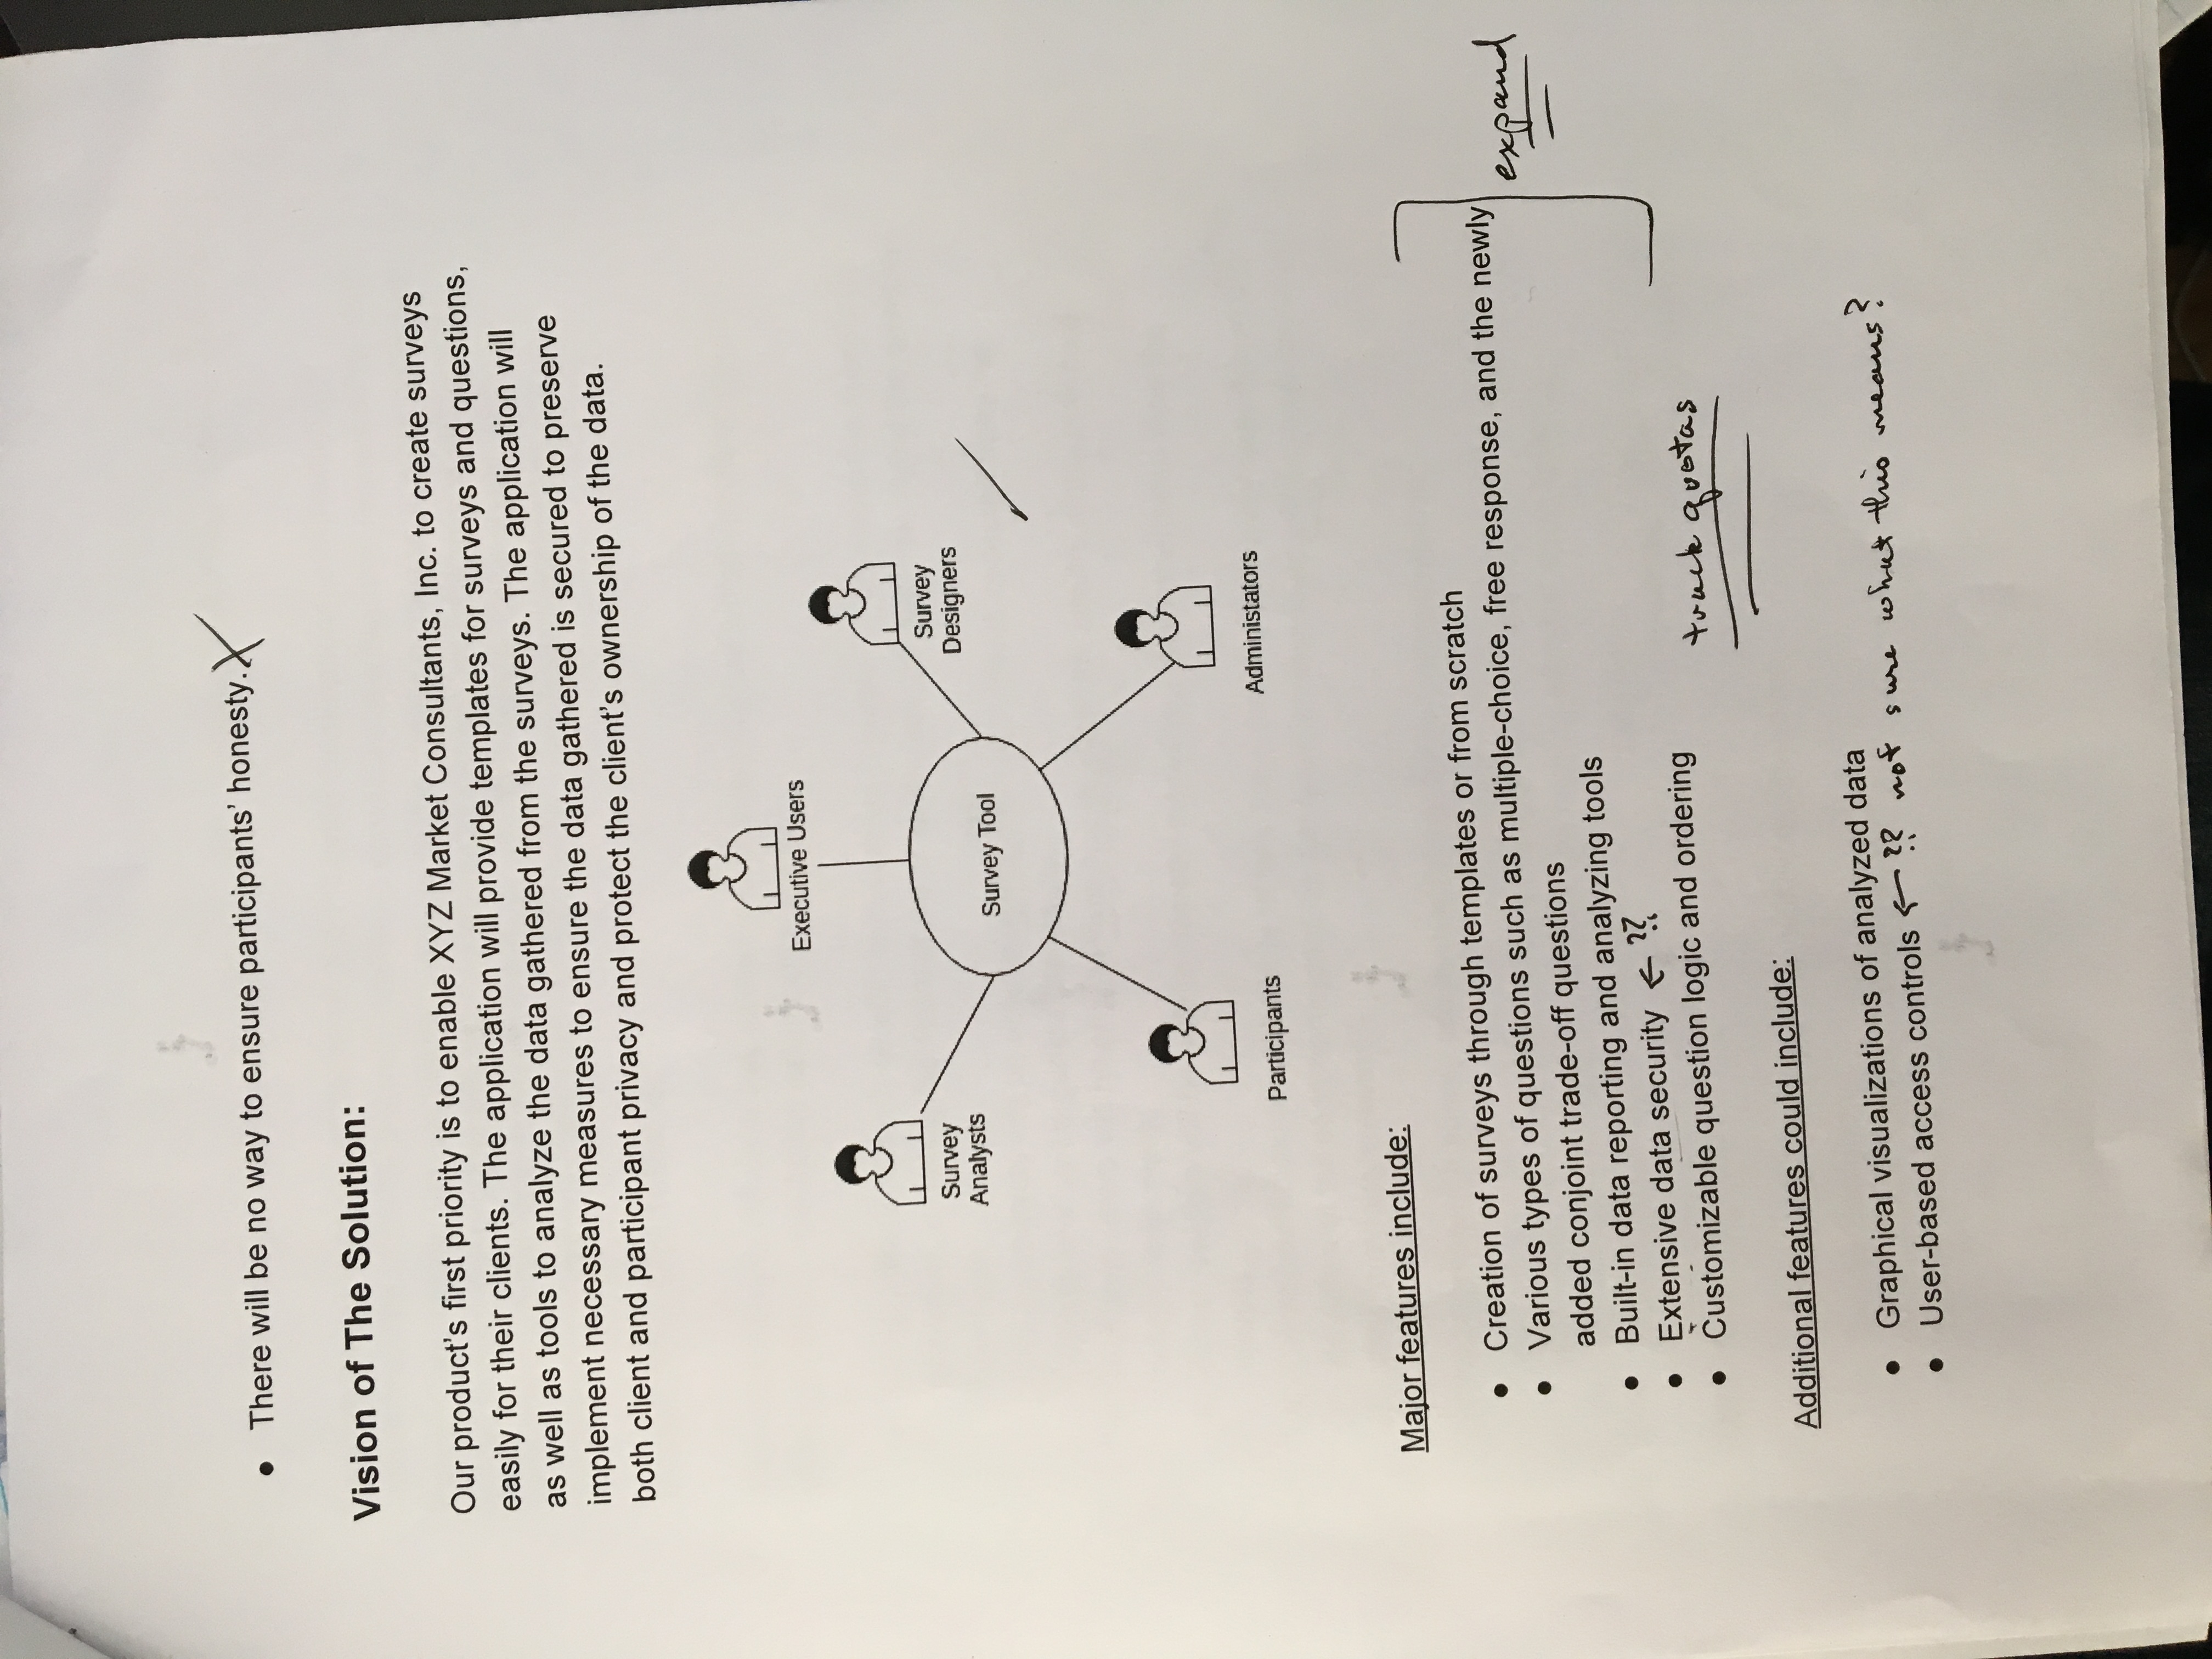 • There will be no way to ensure participants’ honesty. X
Vision of The Solution:
Our product’s first priority is to enable XYZ Market Consultants, Inc. to create surveys
easily for their clients. The application will provide templates for surveys and questions,
as well as tools to analyze the data gathered from the surveys. The application will
implement necessary measures to ensure the data gathered is secured to preserve
both client and participant privacy and protect the client’s ownership of the data.
Executive Users
Survey
Analysts
Survey
Designers
Survey Tool
Participants
Administators
Major features include:
• Creation of surveys through templates or from scratch
• Various types of questions such as multiple-choice, free response, and the newly
added conjoint trade-off questions
expand
• Built-in data reporting and analyzing tools
• Extensive data security ← ??
• Customizable question logic and ordering
track quotas
Additional features could include:
• Graphical visualizations of analyzed data
• User-based access controls ← ?? not sure what this means?